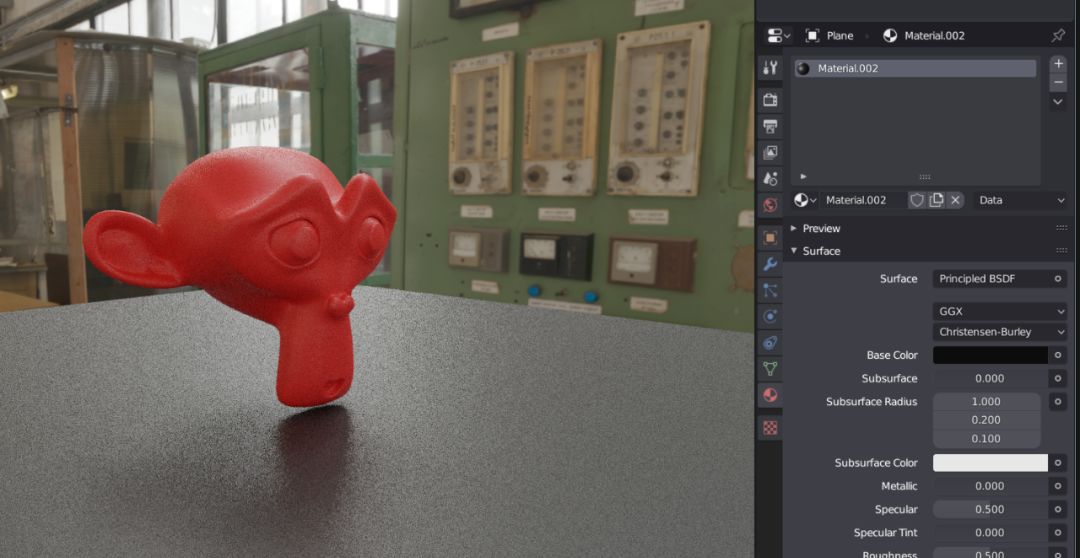 Plane
Material.002
Material.002
Material.002
Data
Preview
Surface
Surface
Principled BSDF
GGX
Christensen-Burley
Base Color
Subsurface
0.000
Subsurface Radius
1.000
0.200
0.100
Subsurface Color
Metallic
0.000
Specular
0.500
Specular Tint
0.000
Roughness
0.500